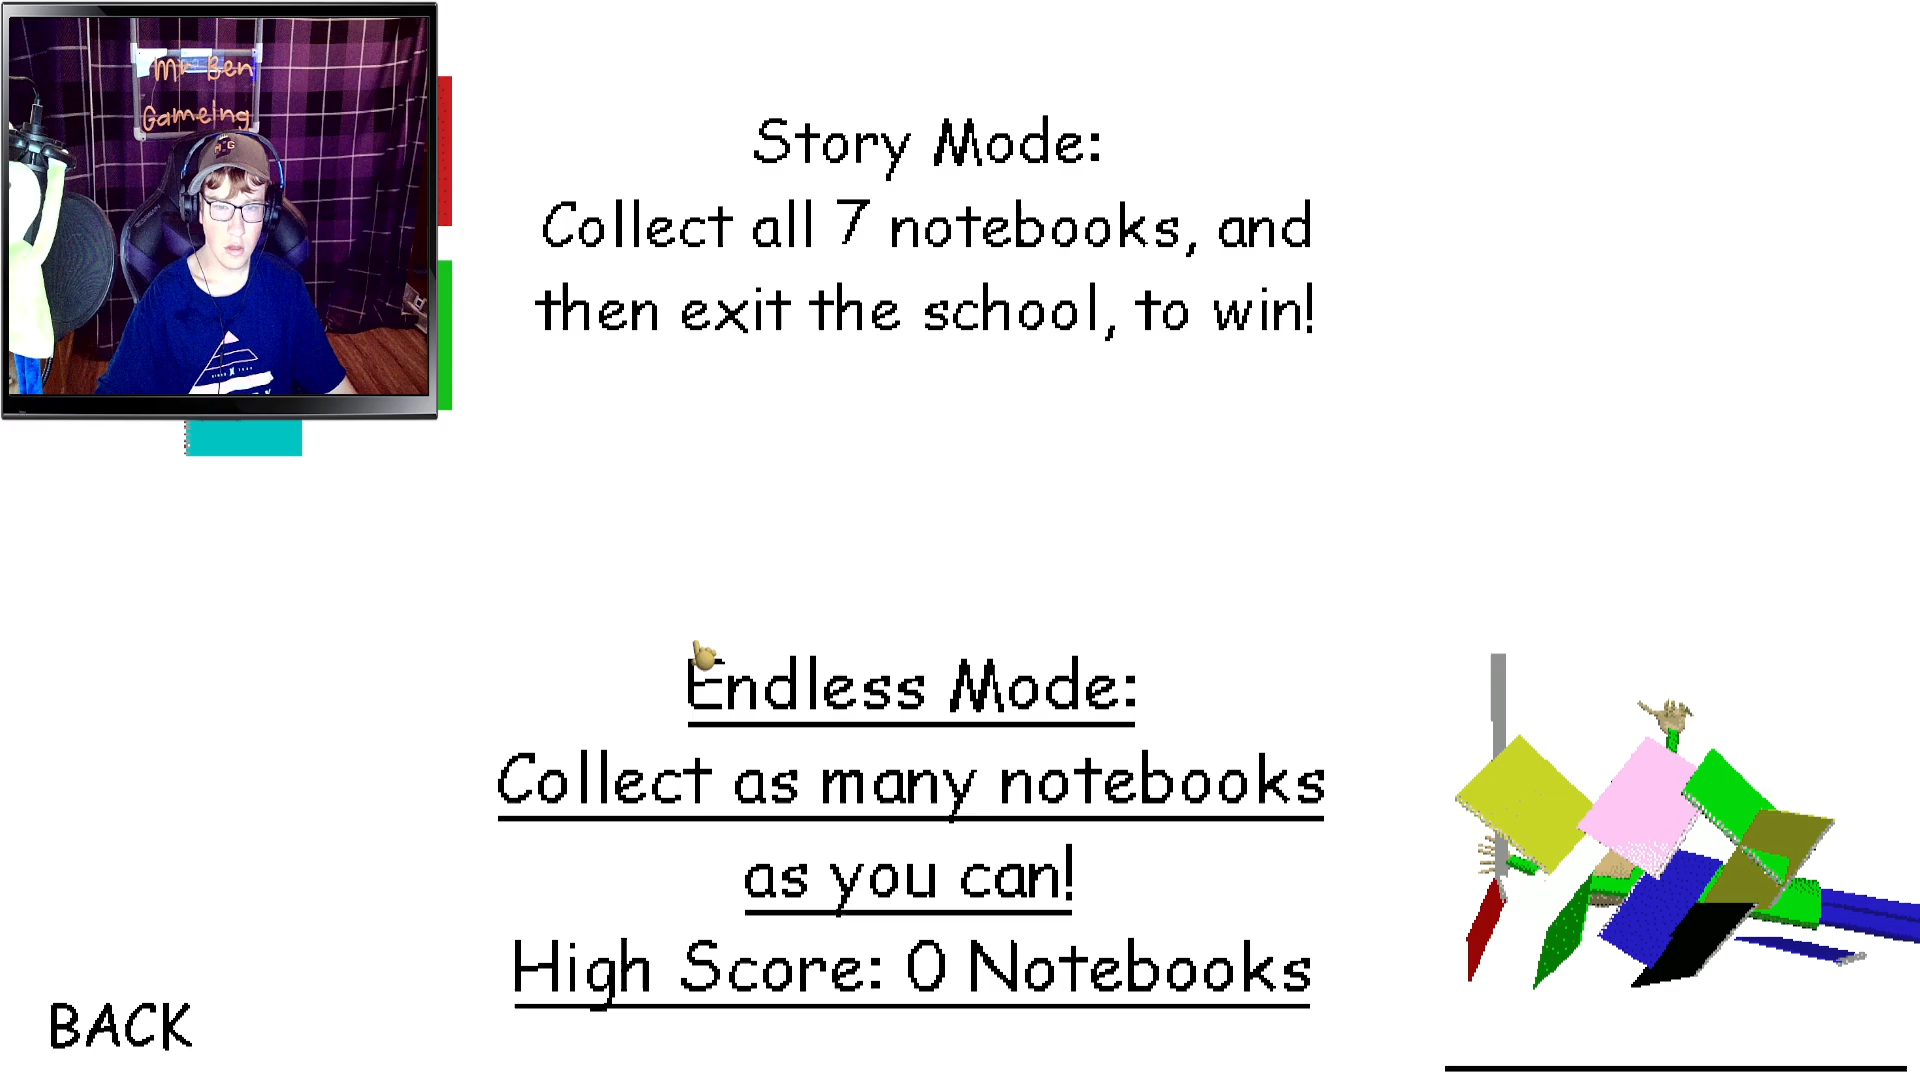 Mr Ben
Gameing
Story Mode:
Collect all 7 notebooks, and
then exit the school, to win!
Endless Mode:
Collect as many notebooks
as you can!
High Score: 0 Notebooks
BACK